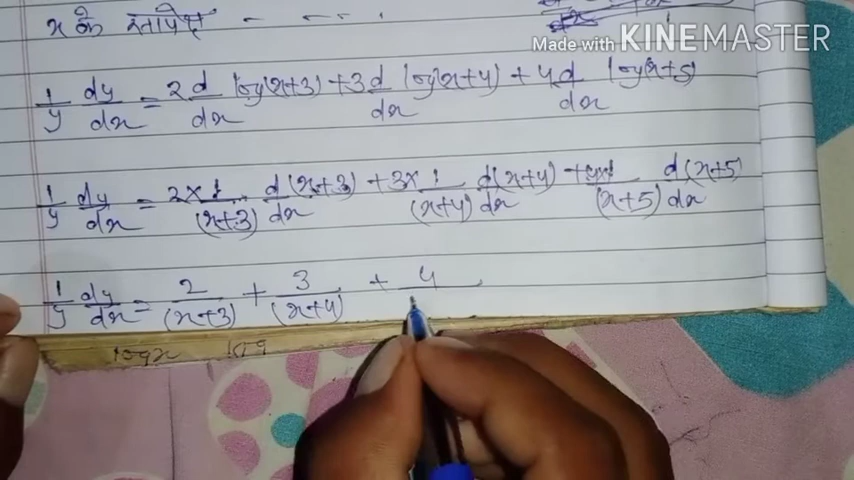 x के सापेक्ष - - - - .
Made with KINEMASTER
1/y dy/dx = 2 d/dx log(x+3) + 3 d/dx log(x+4) + 4 d/dx log(x+5)
1/y dy/dx = 2×1/(x+3) d(x+3)/dx + 3×1/(x+4) d(x+4)/dx + 4×1/(x+5) d(x+5)/dx
1/y dy/dx = 2/(x+3) + 3/(x+4) + 4/